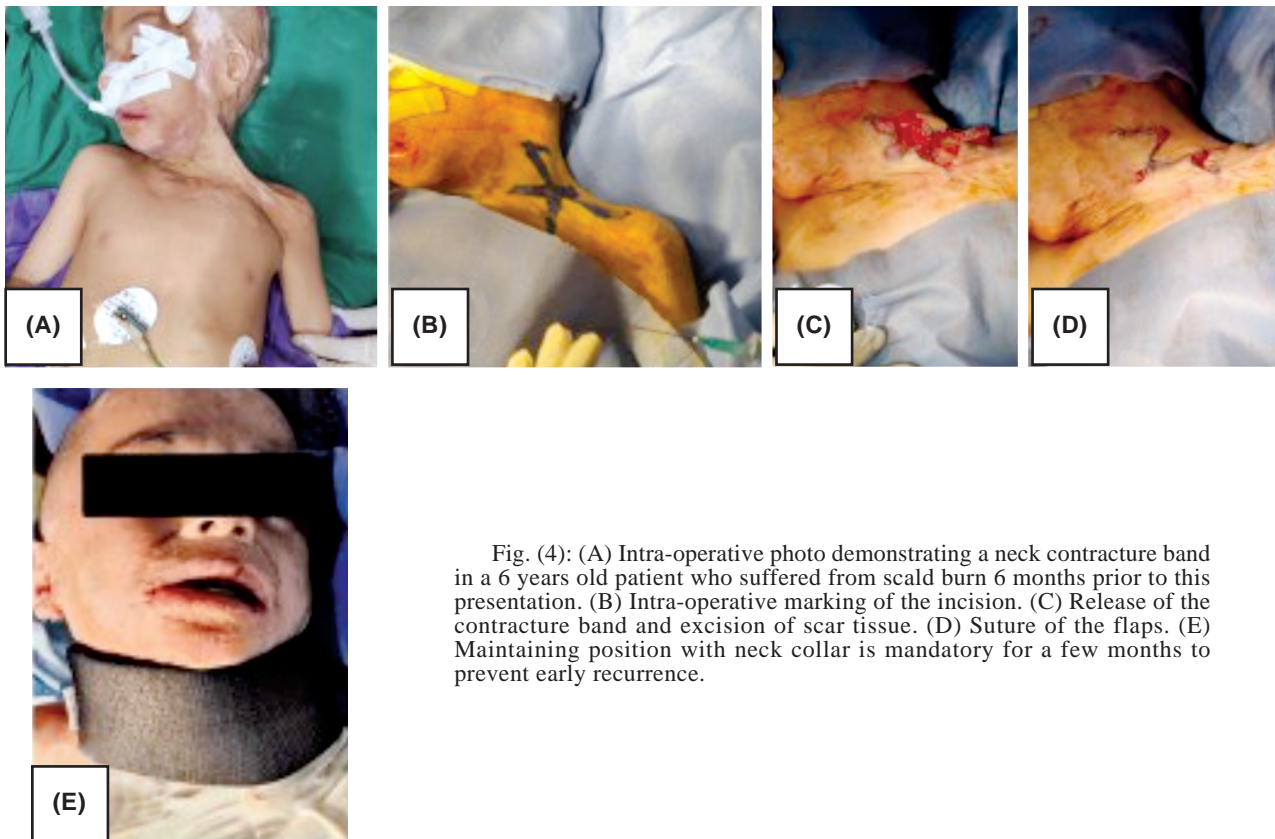 (A)
(B)
(C)
(D)
(E)
Fig. (4): (A) Intra-operative photo demonstrating a neck contracture band
in a 6 years old patient who suffered from scald burn 6 months prior to this
presentation. (B) Intra-operative marking of the incision. (C) Release of the
contracture band and excision of scar tissue. (D) Suture of the flaps. (E)
Maintaining position with neck collar is mandatory for a few months to
prevent early recurrence.